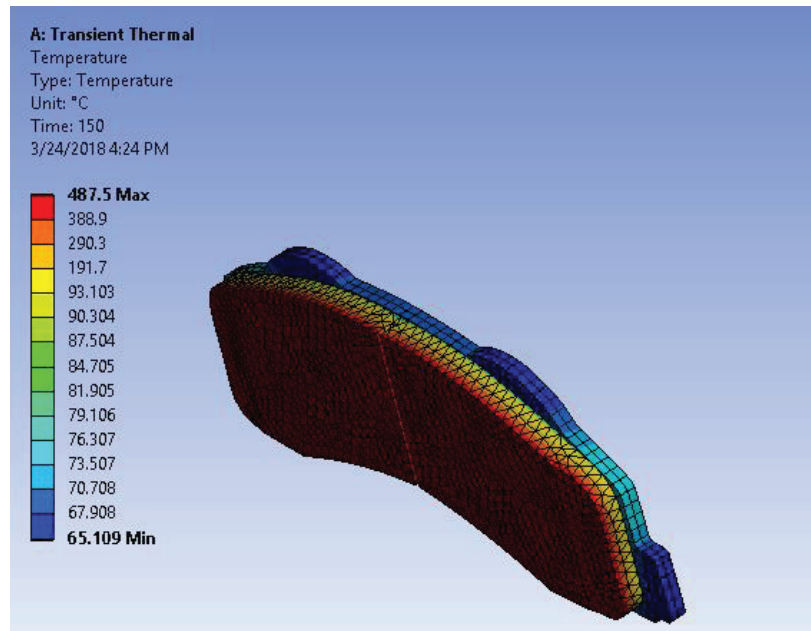 A: Transient Thermal
Temperature
Type: Temperature
Unit: °C
Time: 150
3/24/2018 4:24 PM
487.5 Max
388.9
290.3
191.7
93.103
90.304
87.504
84.705
81.905
79.106
76.307
73.507
70.708
67.908
65.109 Min